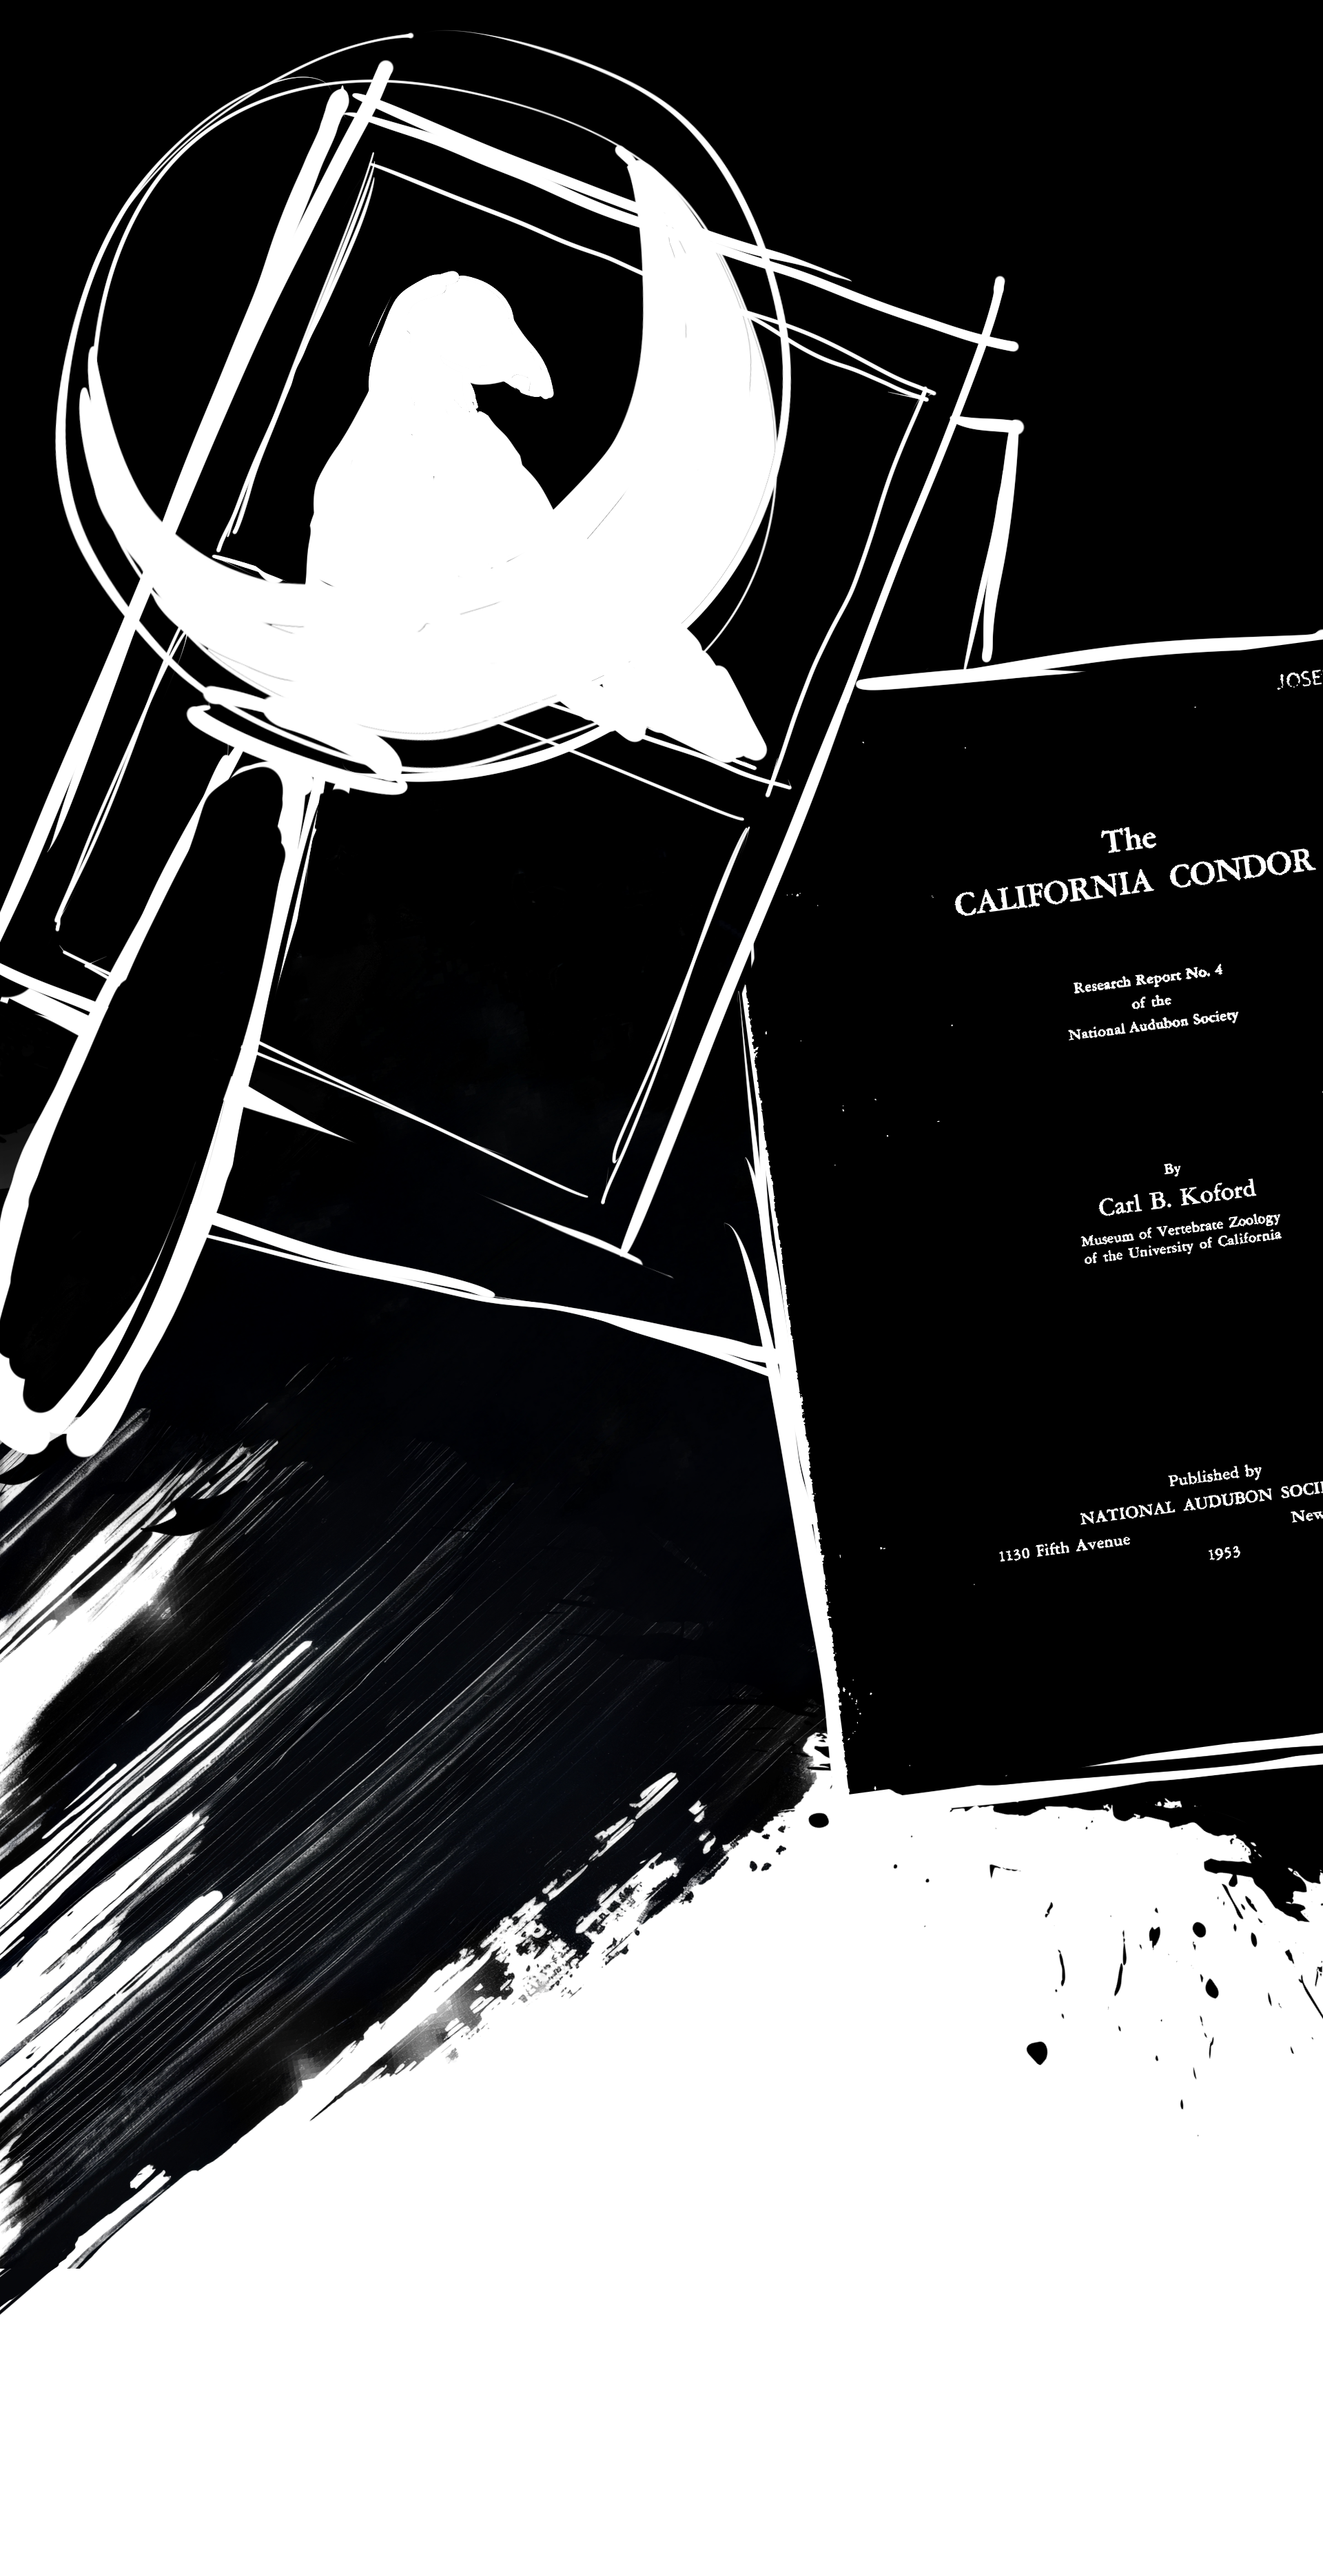 JOSE
The
CALIFORNIA CONDOR
Research Report No. 4
of the
National Audubon Society
By
Carl B. Koford
Museum of Vertebrate Zoology
of the University of California
Published by
NATIONAL AUDUBON SOCI
1130 Fifth Avenue New
1953